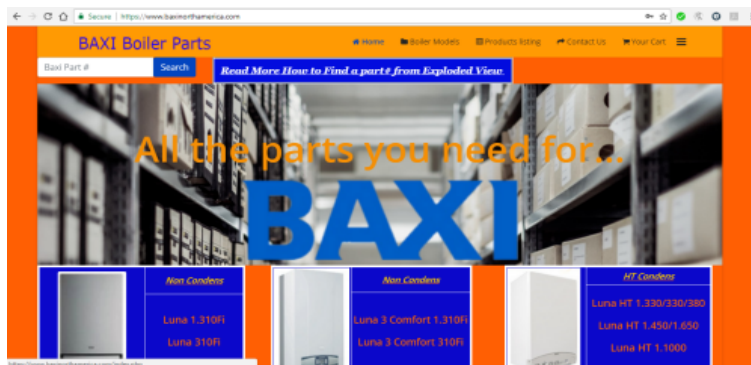 Secure | https://www.baxinorthamerica.com
BAXI Boiler Parts
Home Boiler Models Products listing Contact Us Your Cart
Baxi Part # Search
Read More How to Find a part# from Exploded View
All the parts you need for...
BAXI
Non Condens
Luna 1.310Fi
Luna 310Fi
Non Condens
Luna 3 Comfort 1.310Fi
Luna 3 Comfort 310Fi
HT Condens
Luna HT 1.330/330/380
Luna HT 1.450/1.650
Luna HT 1.1000